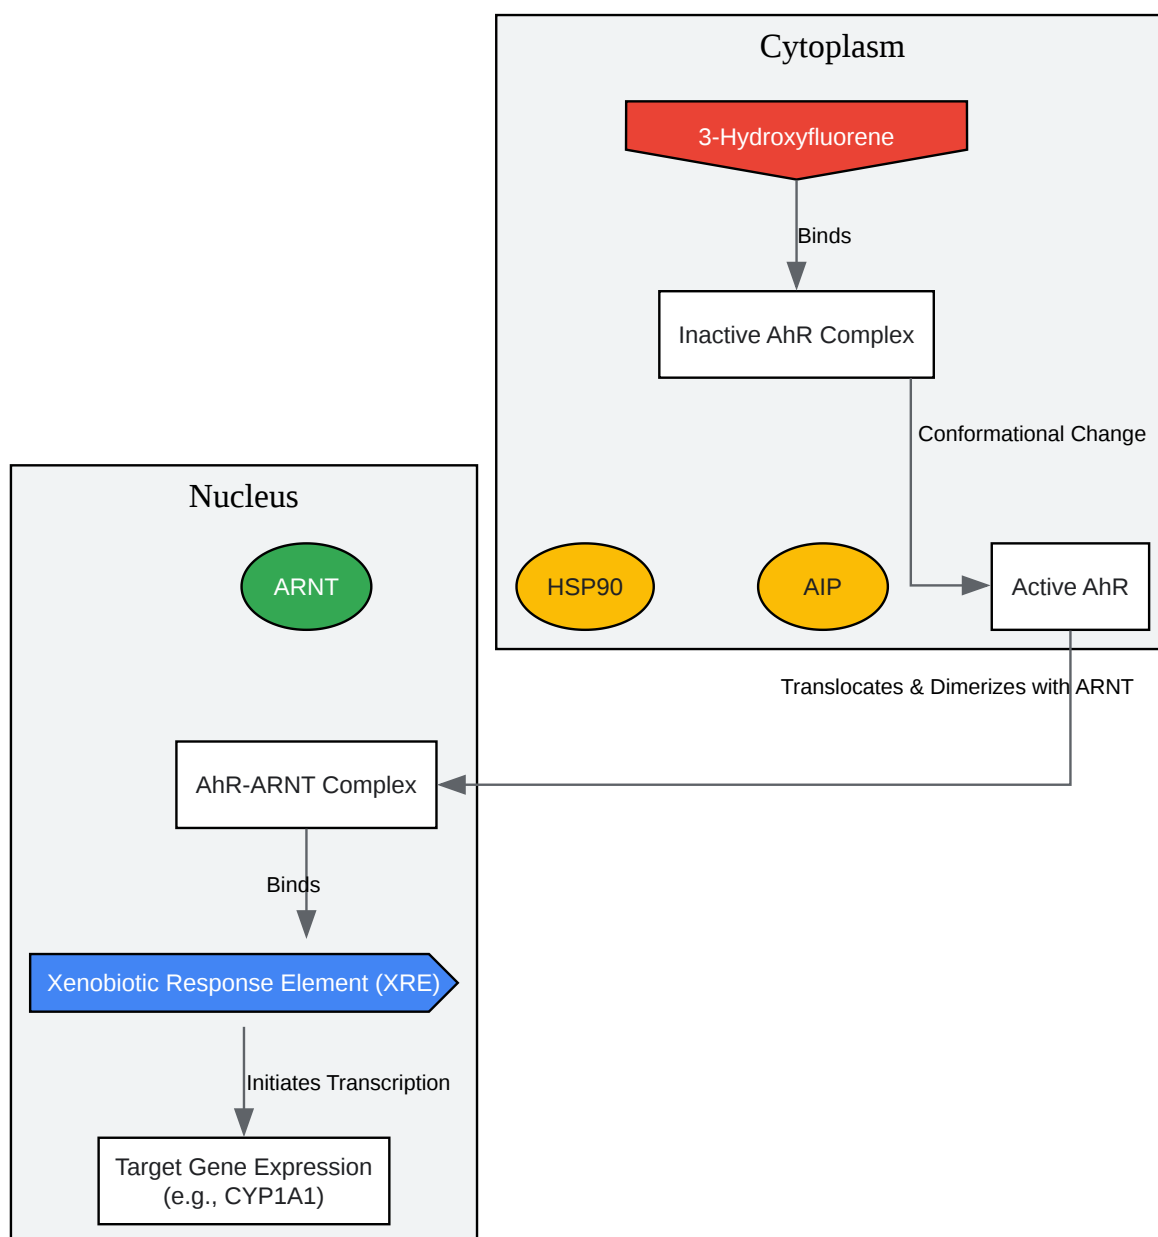 Cytoplasm
3-Hydroxyfluorene
Binds
Inactive AhR Complex
Conformational Change
Nucleus
ARNT
HSP90
AIP
Active AhR
Translocates & Dimerizes with ARNT
AhR-ARNT Complex
Binds
Xenobiotic Response Element (XRE)
Initiates Transcription
Target Gene Expression
(e.g., CYP1A1)